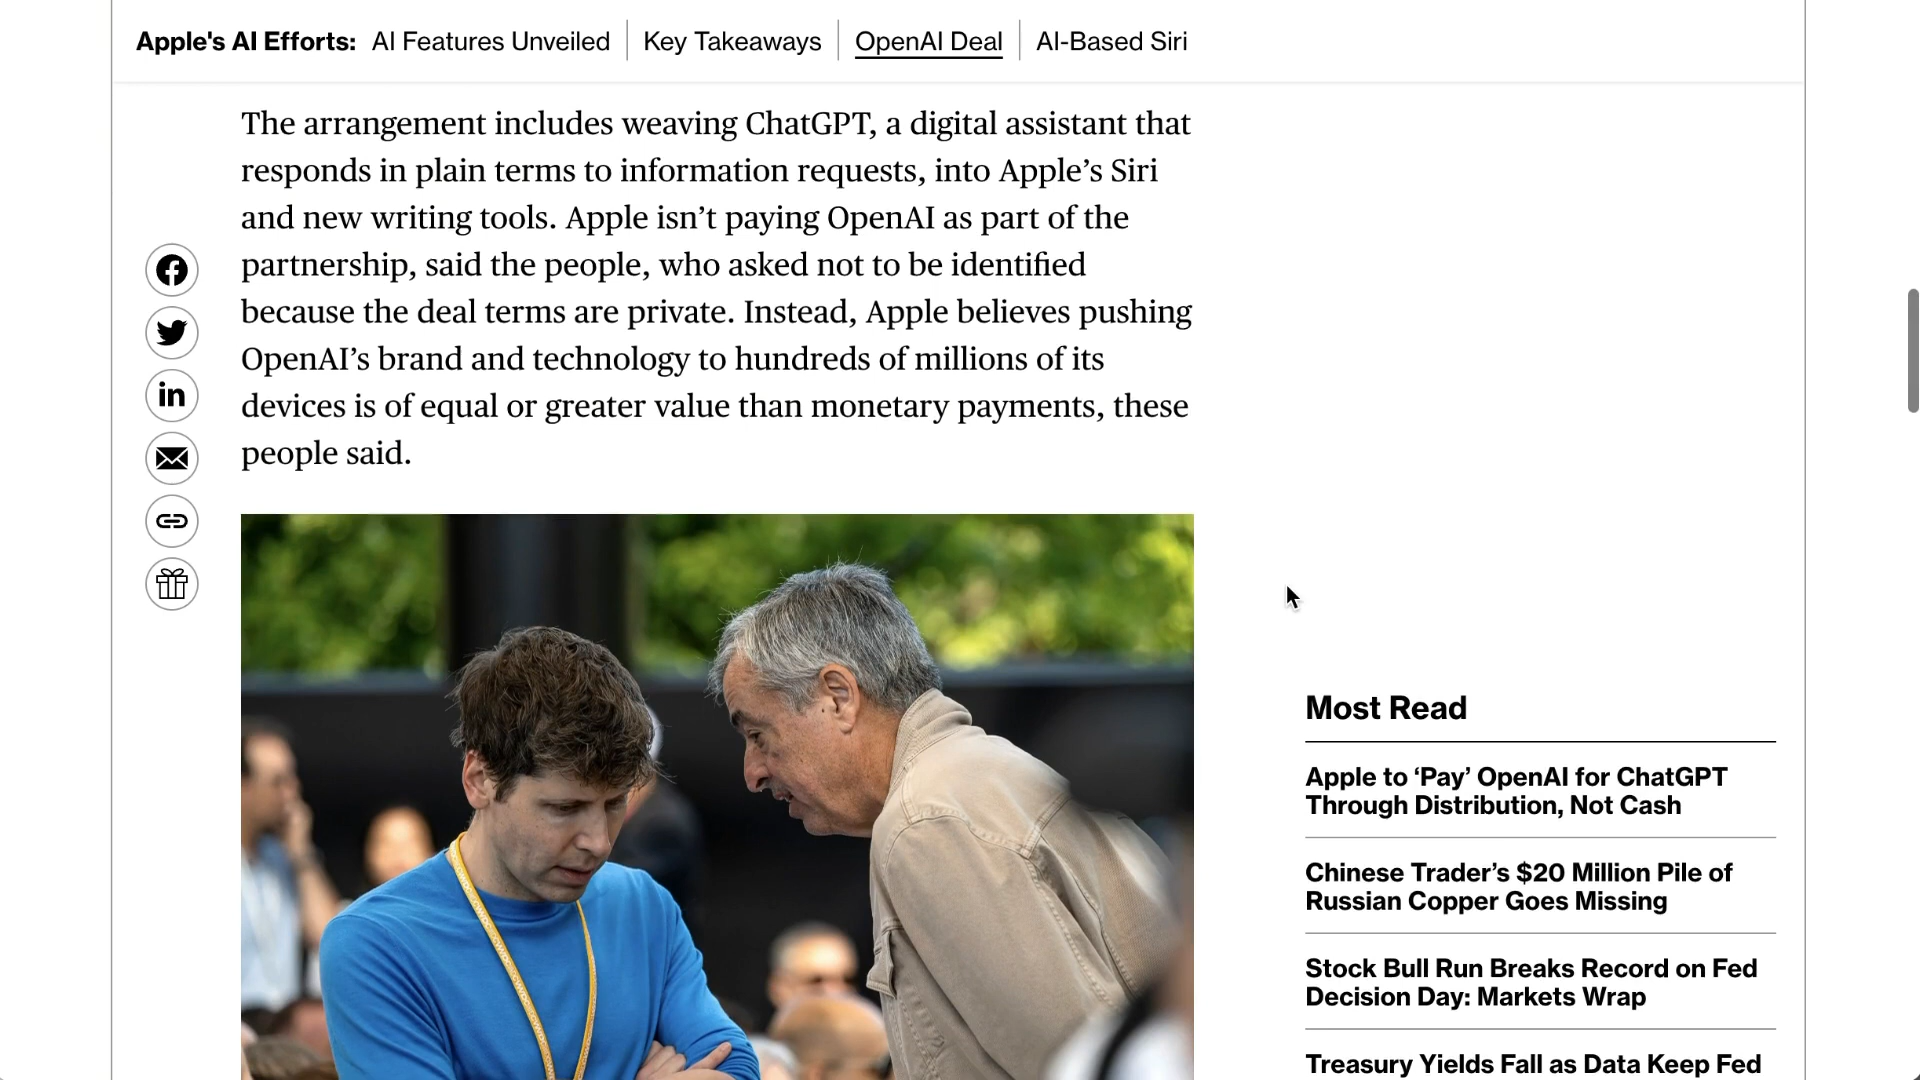 Apple's AI Efforts: AI Features Unveiled Key Takeaways OpenAI Deal AI-Based Siri
The arrangement includes weaving ChatGPT, a digital assistant that
responds in plain terms to information requests, into Apple’s Siri
and new writing tools. Apple isn’t paying OpenAI as part of the
partnership, said the people, who asked not to be identified
because the deal terms are private. Instead, Apple believes pushing
OpenAI’s brand and technology to hundreds of millions of its
devices is of equal or greater value than monetary payments, these
people said.
Most Read
Apple to ‘Pay’ OpenAI for ChatGPT
Through Distribution, Not Cash
Chinese Trader’s $20 Million Pile of
Russian Copper Goes Missing
Stock Bull Run Breaks Record on Fed
Decision Day: Markets Wrap
Treasury Yields Fall as Data Keep Fed